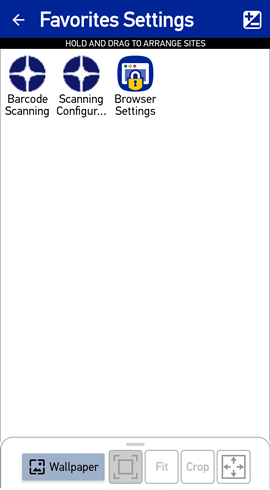 Favorites Settings
HOLD AND DRAG TO ARRANGE SITES
Barcode Scanning
Scanning Configur...
Browser Settings
Wallpaper
Fit
Crop